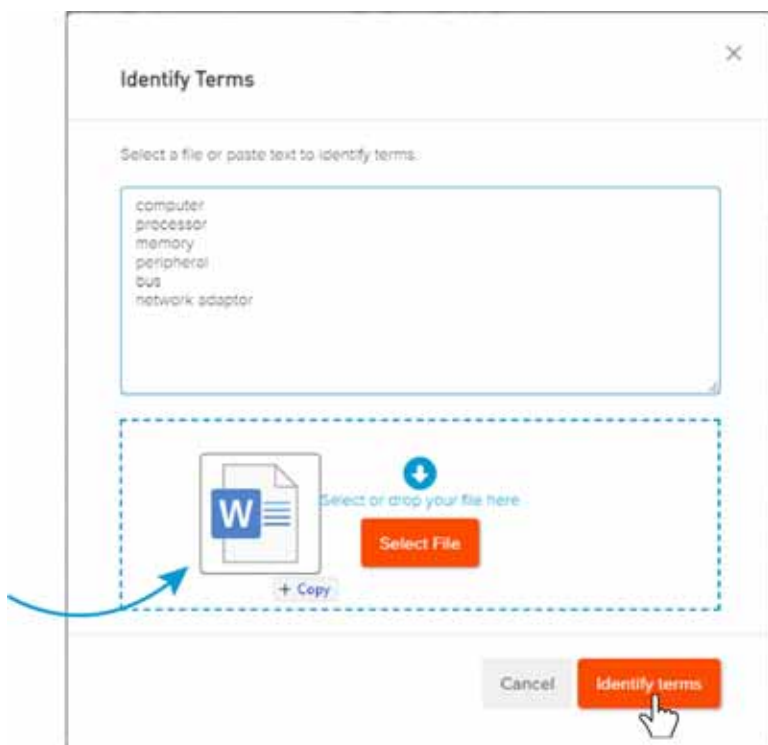 Identify Terms
Select a file or paste text to identify terms.
computer
processor
memory
peripheral
bus
network adaptor
W
Select or drop your file here
Select File
+ Copy
Cancel
Identify terms